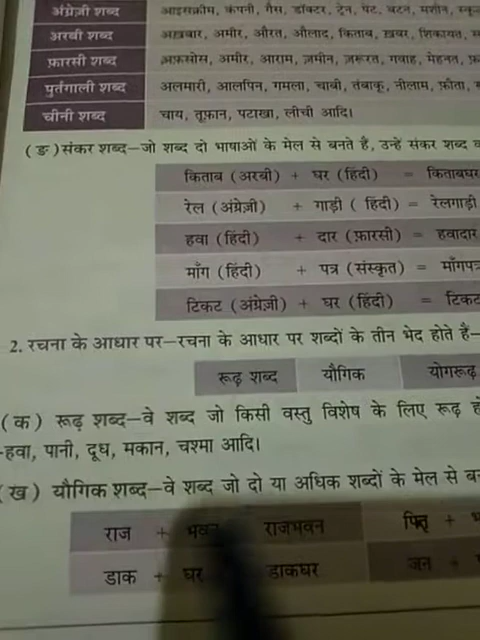 अंग्रेज़ी शब्द आइसक्रीम, कंपनी, गैस, डॉक्टर, ट्रेन, पेंट, बटन, मशीन,
अरबी शब्द अख़बार, अमीर, औरत, औलाद, किताब, ख़बर, शिकायत,
फ़ारसी शब्द अफ़सोस, अमीर, आराम, ज़मीन, ज़रूरत, गवाह, मेहनत,
पुर्तगाली शब्द अलमारी, आलपिन, गमला, चाबी, तंबाकू, नीलाम, फ़ीता,
चीनी शब्द चाय, तूफ़ान, पटाखा, लीची आदि।
(ङ) संकर शब्द–जो शब्द दो भाषाओं के मेल से बनते हैं, उन्हें संकर शब्द
किताब (अरबी) + घर (हिंदी) = किताबघर
रेल (अंग्रेज़ी) + गाड़ी ( हिंदी) = रेलगाड़ी
हवा (हिंदी) + दार (फ़ारसी) = हवादार
माँग (हिंदी) + पत्र (संस्कृत) = माँगपत्र
टिकट (अंग्रेज़ी) + घर (हिंदी) =
2. रचना के आधार पर–रचना के आधार पर शब्दों के तीन भेद होते हैं–
रूढ़ शब्द यौगिक योगरूढ़
(क) रूढ़ शब्द–वे शब्द जो किसी वस्तु विशेष के लिए रूढ़
हवा, पानी, दूध, मकान, चश्मा आदि।
(ख) यौगिक शब्द–वे शब्द जो दो या अधिक शब्दों के मेल से
राज + भवन राजभवन पितृ +
डाक + घर डाकघर जन +